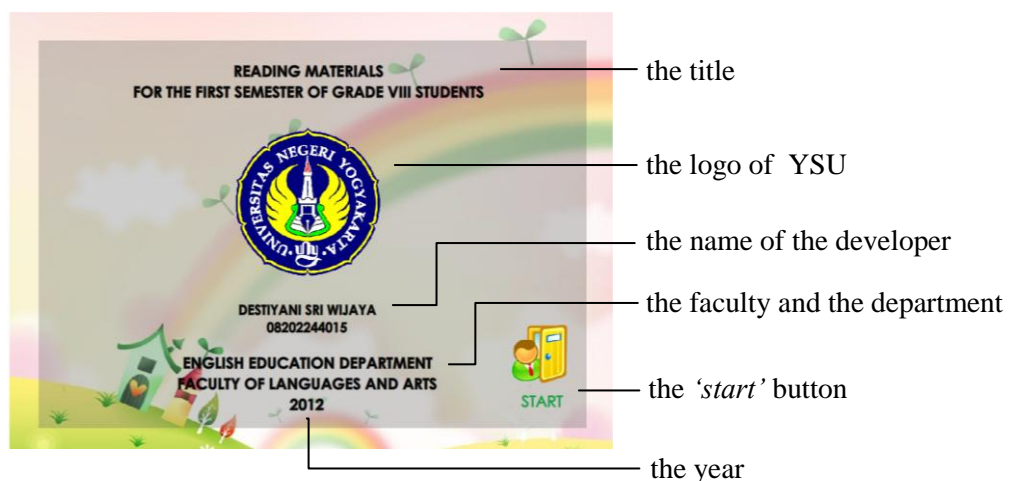 READING MATERIALS
FOR THE FIRST SEMESTER OF GRADE VIII STUDENTS
the title
UNIVERSITAS NEGERI YOGYAKARTA
the logo of YSU
DESTIYANI SRI WIJAYA
08202244015
the name of the developer
ENGLISH EDUCATION DEPARTMENT
FACULTY OF LANGUAGES AND ARTS
2012
the faculty and the department
START
the ‘start’ button
the year